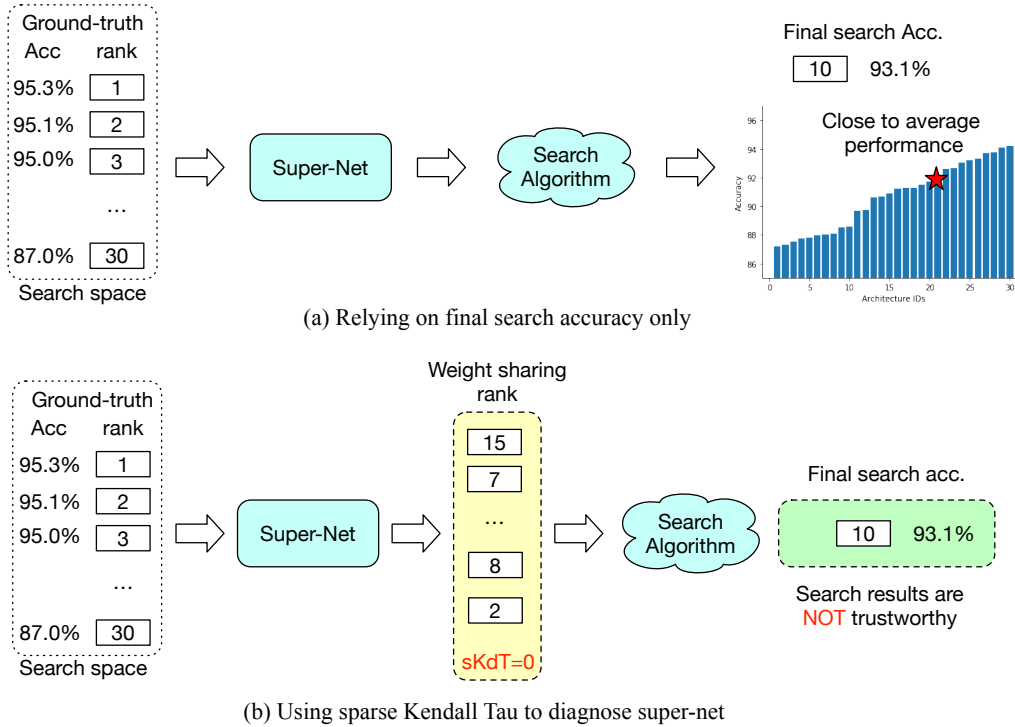 Ground-truth
Acc rank
95.3% 1
95.1% 2
95.0% 3
...
87.0% 30
Search space
Super-Net
Search
Algorithm
Final search Acc.
10 93.1%
Close to average
performance
96
94
92
90
88
86
Accuracy
0 5 10 15 20 25 30
Architecture IDs
(a) Relying on final search accuracy only
Ground-truth
Acc rank
95.3% 1
95.1% 2
95.0% 3
...
87.0% 30
Search space
Super-Net
Weight sharing
rank
15
7
...
8
2
sKdT=0
Search
Algorithm
Final search acc.
10 93.1%
Search results are
NOT trustworthy
(b) Using sparse Kendall Tau to diagnose super-net